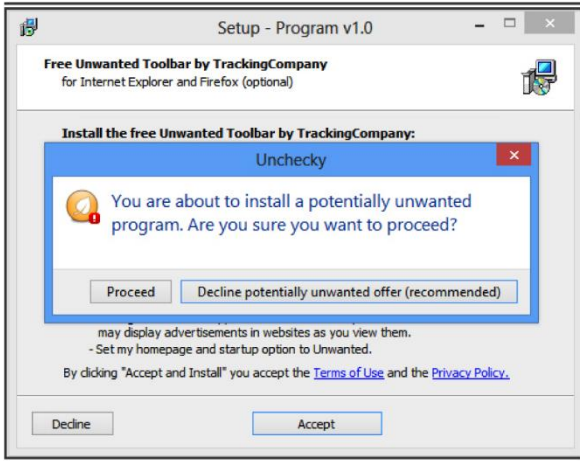 Setup - Program v1.0
Free Unwanted Toolbar by TrackingCompany
for Internet Explorer and Firefox (optional)
Install the free Unwanted Toolbar by TrackingCompany:
Unchecky
You are about to install a potentially unwanted
program. Are you sure you want to proceed?
Proceed
Decline potentially unwanted offer (recommended)
may display advertisements in websites as you view them.
- Set my homepage and startup option to Unwanted.
By clicking "Accept and Install" you accept the Terms of Use and the Privacy Policy.
Decline
Accept